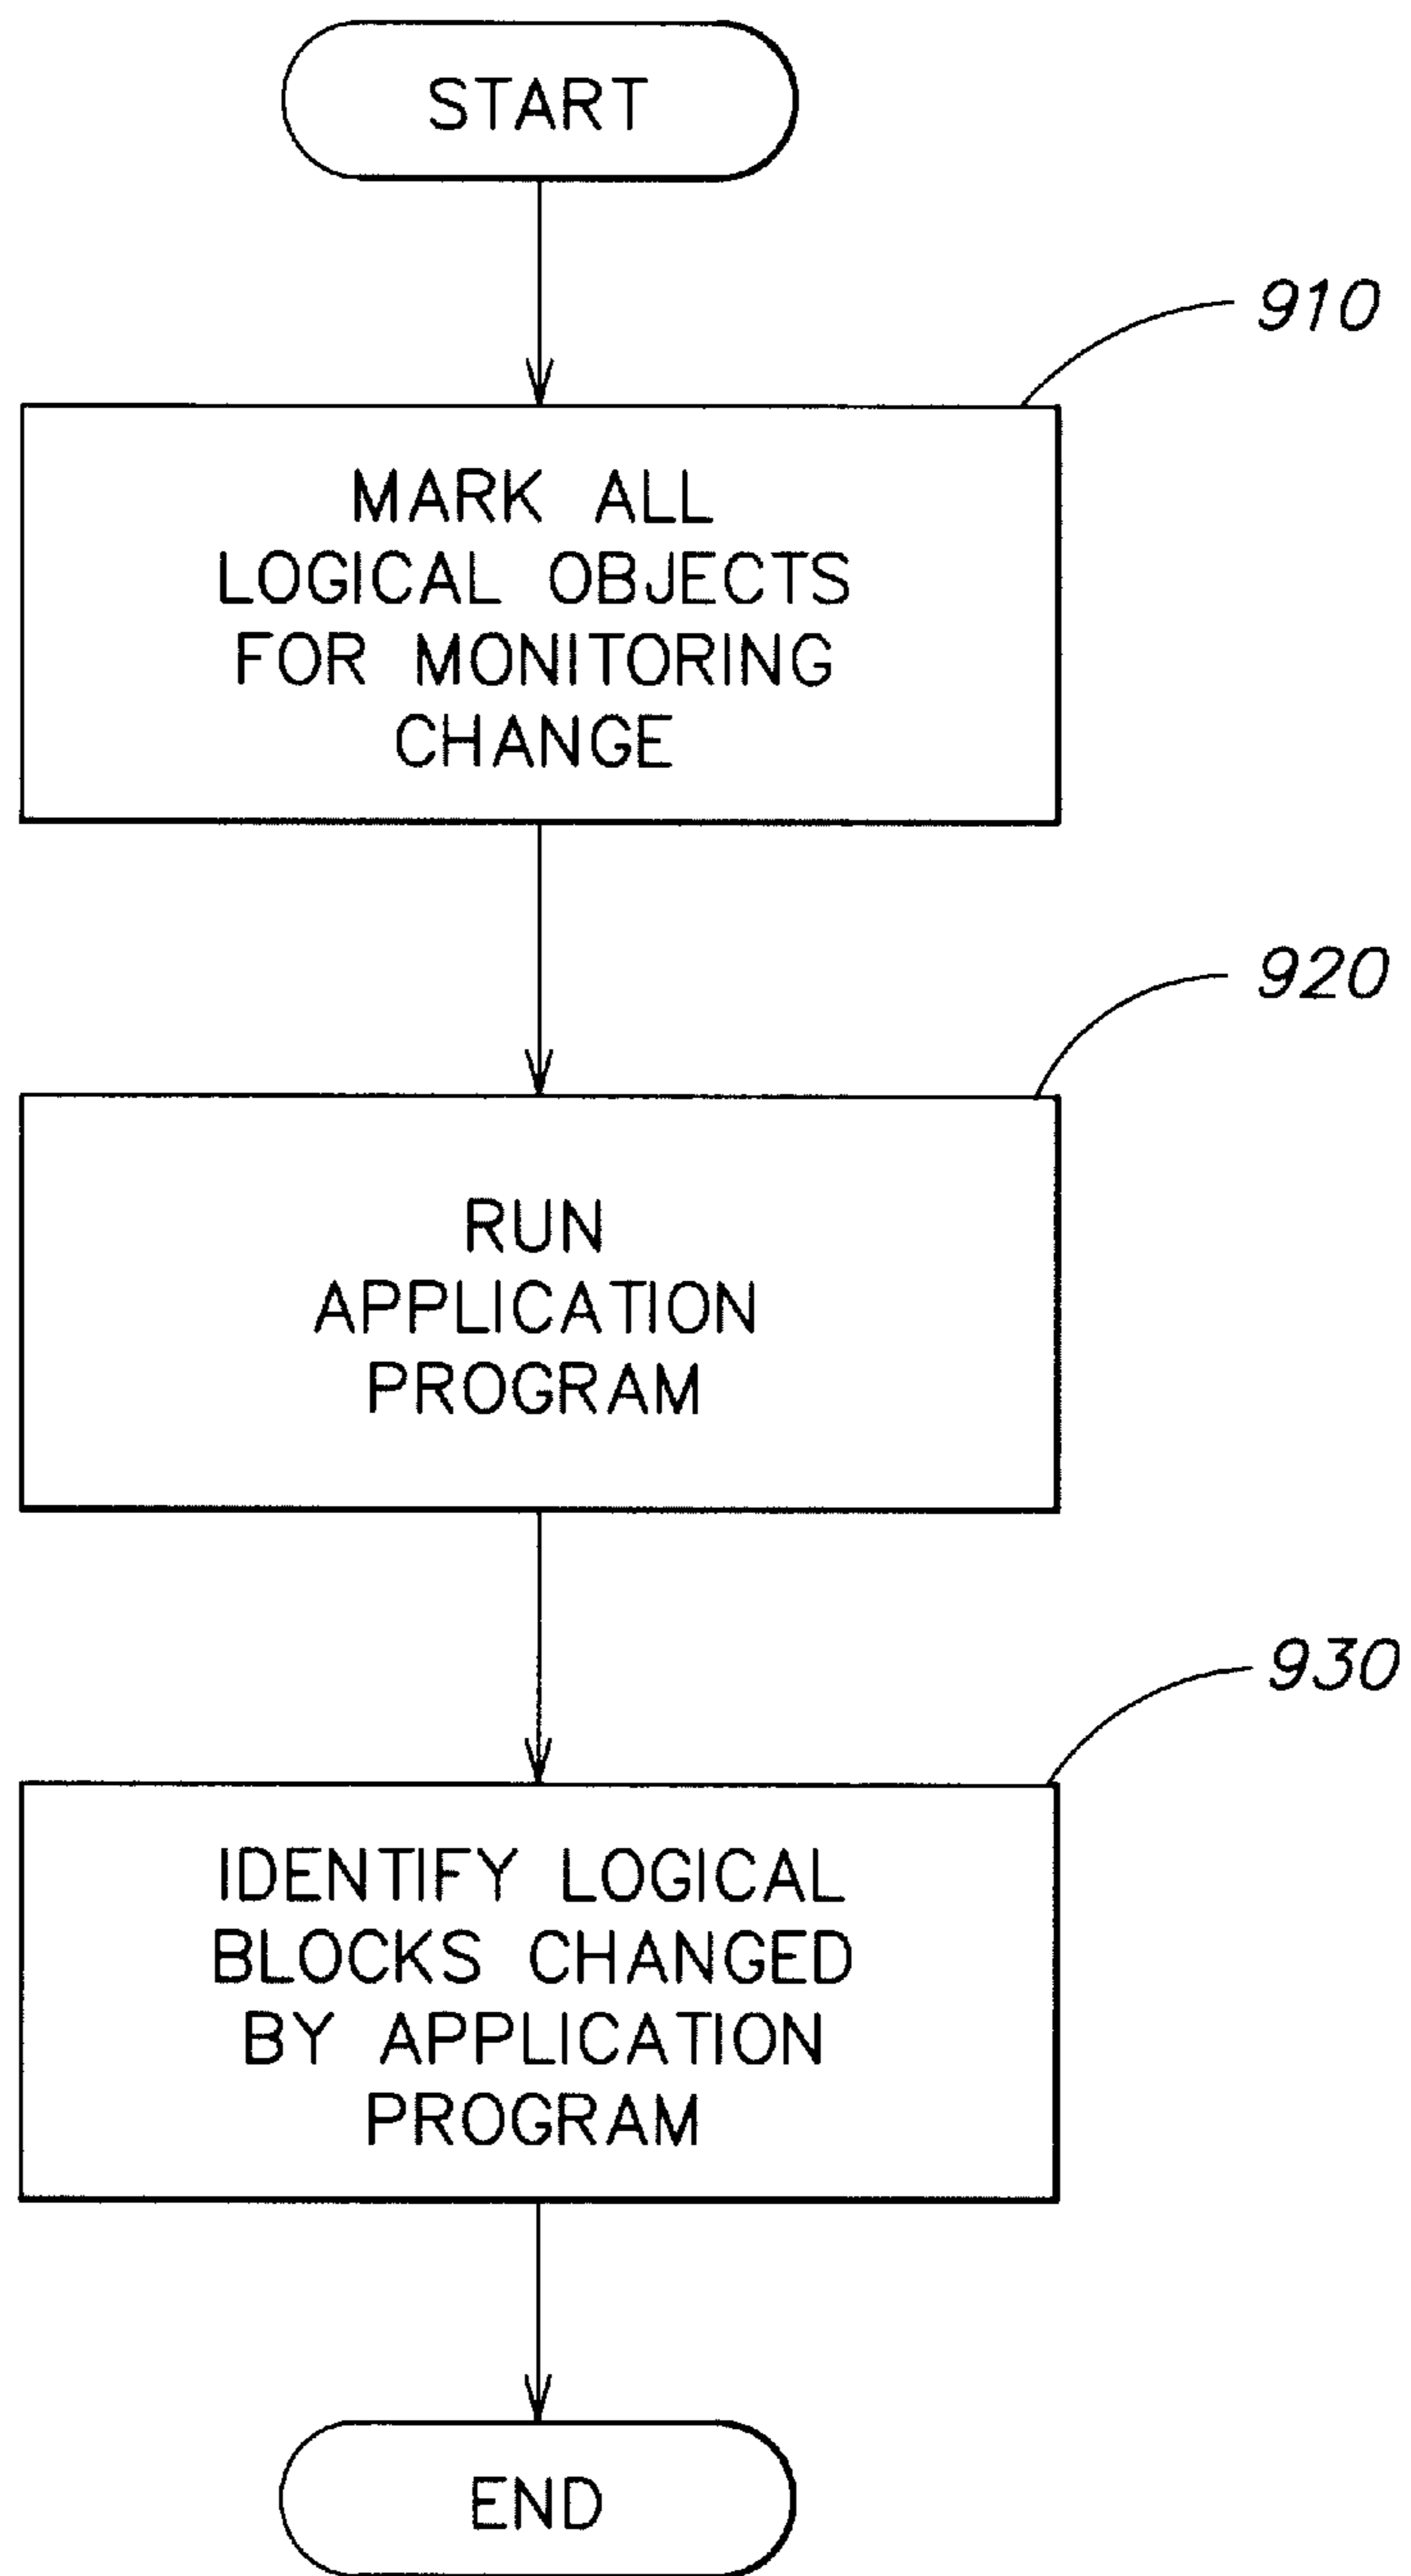 START
910
MARK ALL
LOGICAL OBJECTS
FOR MONITORING
CHANGE
920
RUN
APPLICATION
PROGRAM
930
IDENTIFY LOGICAL
BLOCKS CHANGED
BY APPLICATION
PROGRAM
END